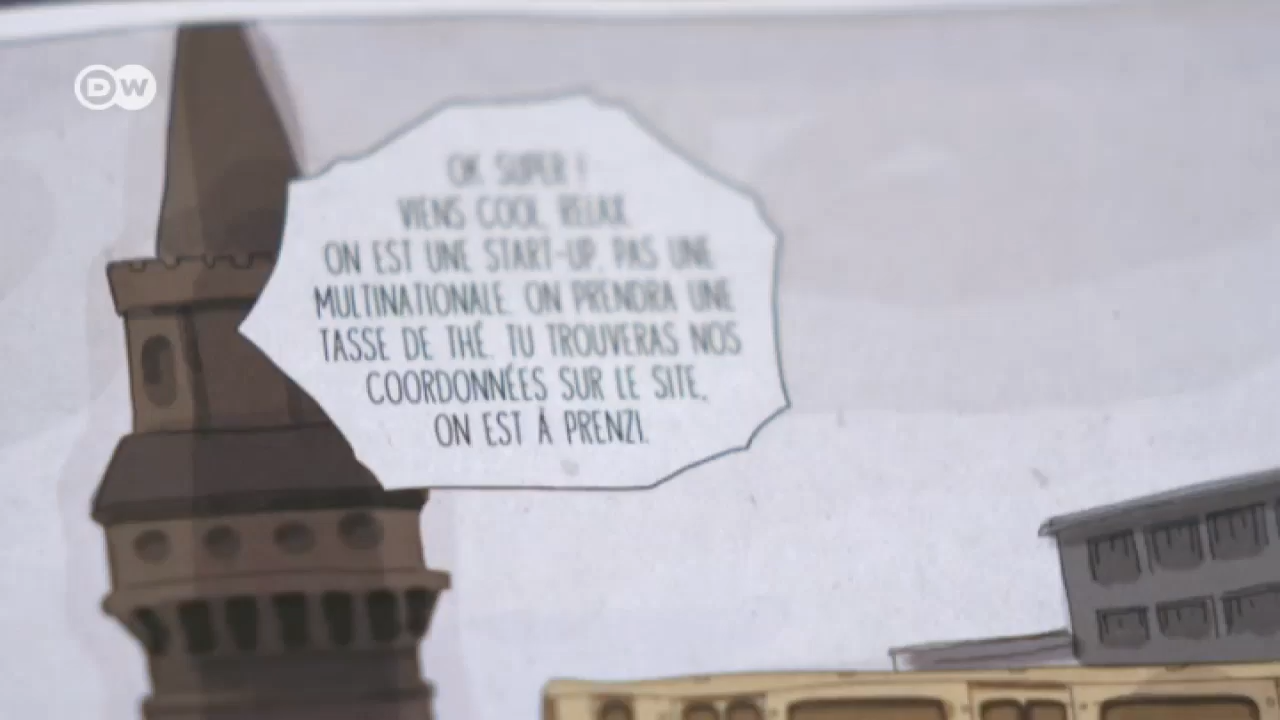 DW
OK SUPER !
VIENS COOL, RELAX.
ON EST UNE START-UP, PAS UNE
MULTINATIONALE. ON PRENDRA UNE
TASSE DE THÉ. TU TROUVERAS NOS
COORDONNÉES SUR LE SITE,
ON EST À PRENZL.